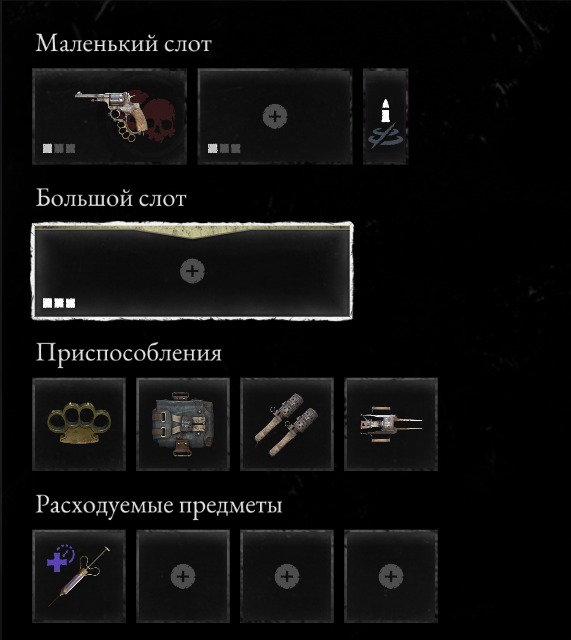 Маленький слот
Большой слот
Приспособления
Расходуемые предметы